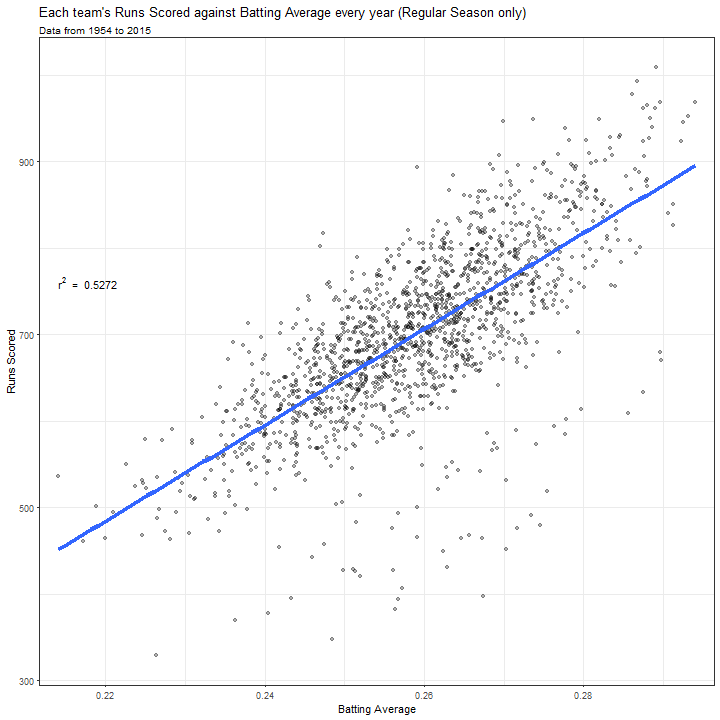 Each team's Runs Scored against Batting Average every year (Regular Season only)
Data from 1954 to 2015
900
700
500
300
r² = 0.5272
Runs Scored
0.22 0.24 0.26 0.28
Batting Average